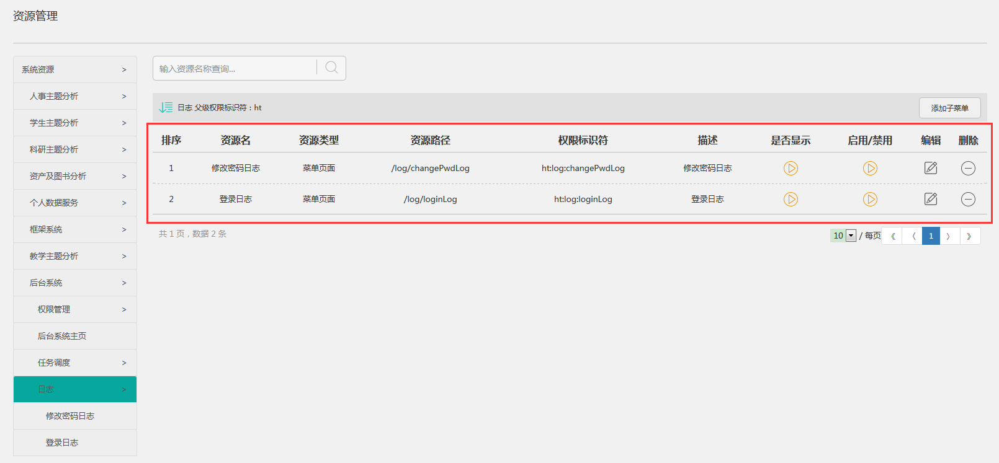 资源管理
系统资源 >
人事主题分析 >
学生主题分析 >
科研主题分析 >
资产及图书分析 >
个人数据服务 >
框架系统 >
教学主题分析 >
后台系统 >
权限管理 >
后台系统主页
任务调度 >
日志 >
修改密码日志
登录日志
输入资源名称查询...
日志 父级权限标识符：ht 添加子菜单
排序 资源名 资源类型 资源路径 权限标识符 描述 是否显示 启用/禁用 编辑 删除
1 修改密码日志 菜单页面 /log/changePwdLog ht:log:changePwdLog 修改密码日志
2 登录日志 菜单页面 /log/loginLog ht:log:loginLog 登录日志
共 1 页，数据 2 条 10 / 每页 《 〈 1 〉 》